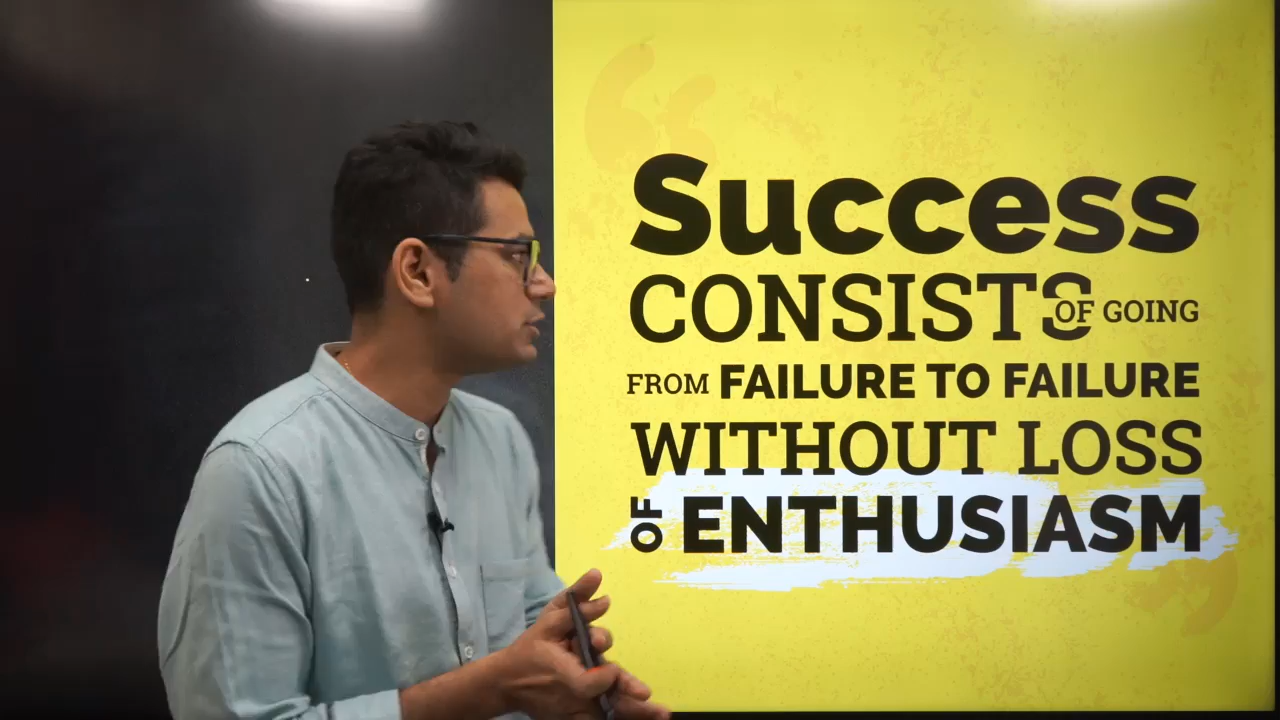 Success
CONSISTS OF GOING
FROM FAILURE TO FAILURE
WITHOUT LOSS
OF ENTHUSIASM